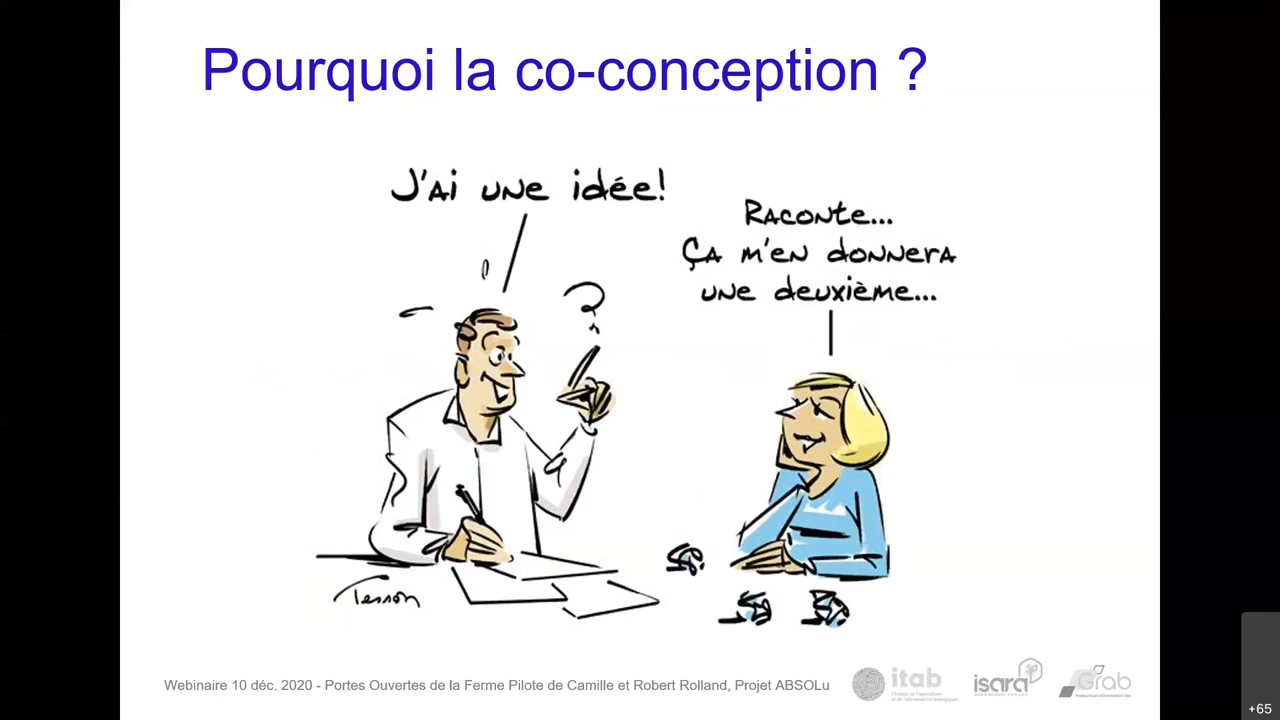 Pourquoi la co-conception ?
J'ai une idée!
Raconte...
Ça m'en donnera
une deuxième...
Tesson
Webinaire 10 déc. 2020 - Portes Ouvertes de la Ferme Pilote de Camille et Robert Rolland, Projet ABSOLu
itab
isara
Grab
+65